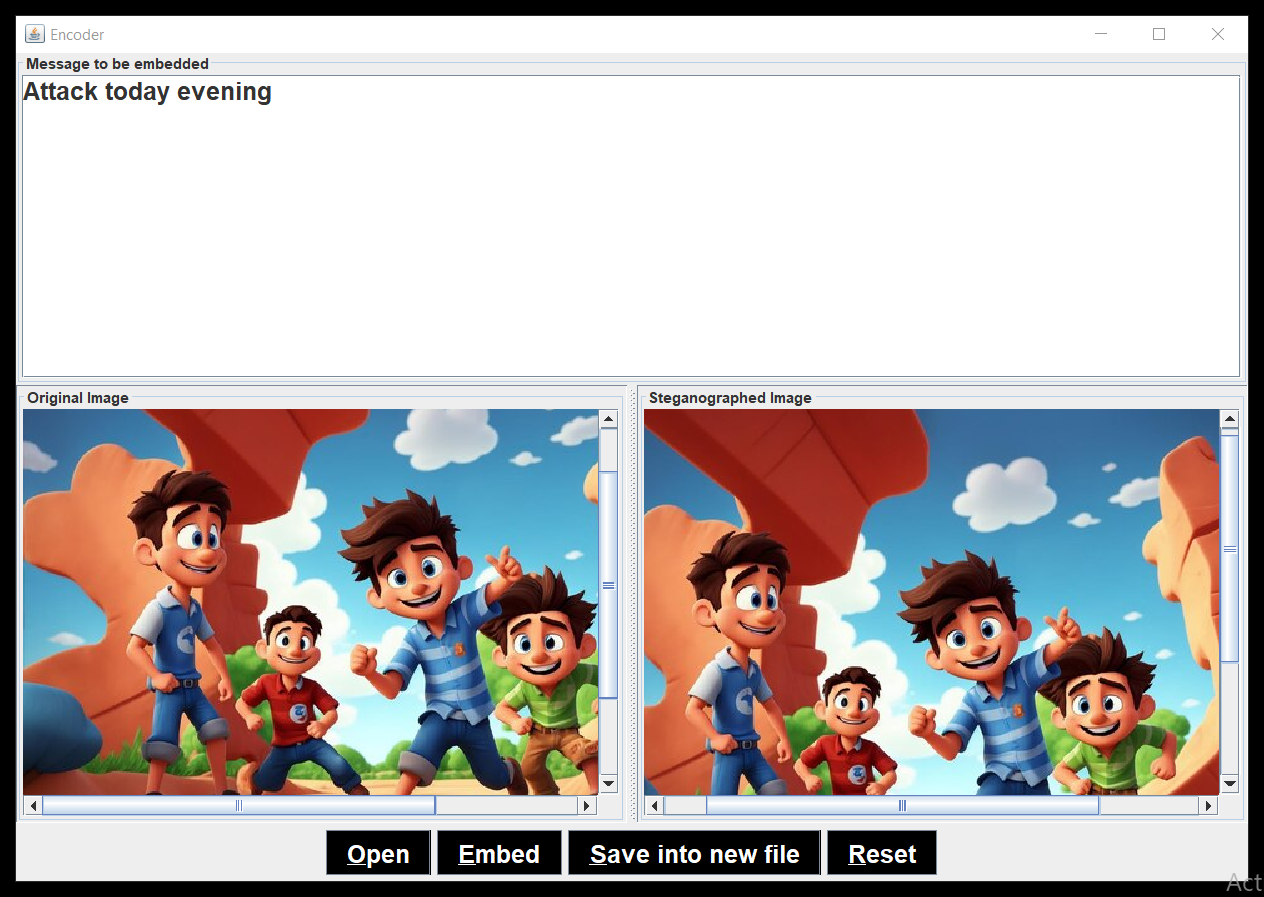 Encoder
Message to be embedded
Attack today evening
Original Image
Steganographed Image
Open
Embed
Save into new file
Reset
Act